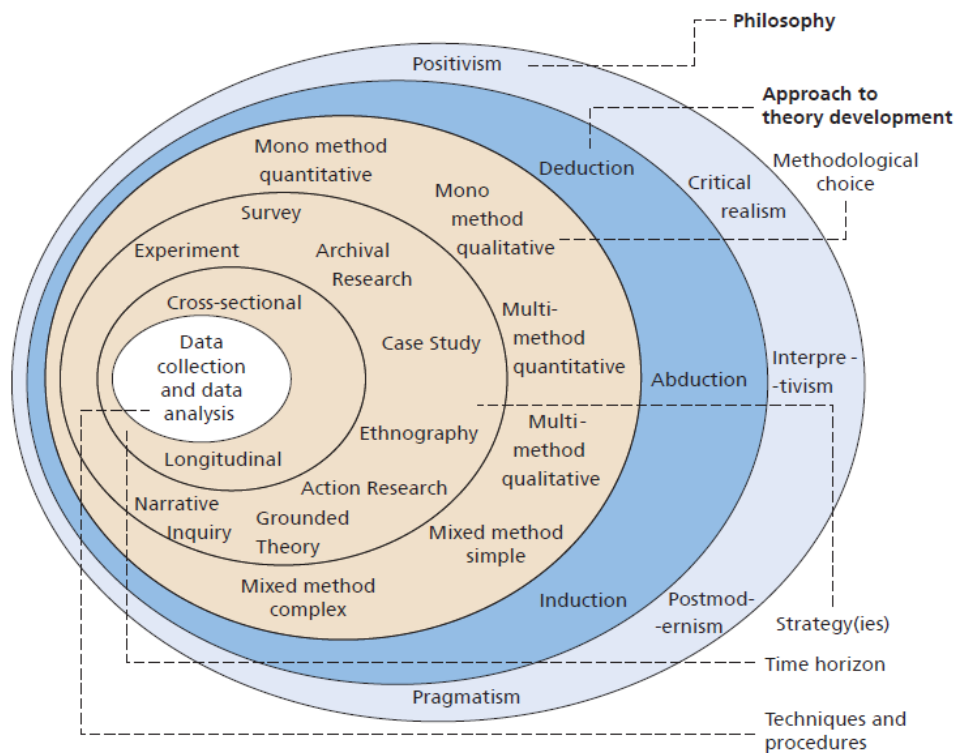 Philosophy
Positivism
Approach to
theory development
Mono method
quantitative
Deduction
Methodological
choice
Critical
realism
Mono
method
qualitative
Survey
Experiment
Archival
Research
Cross-sectional
Multi-
method
quantitative
Data
collection
and data
analysis
Case Study
Interpre -
-tivism
Abduction
Ethnography
Multi-
method
qualitative
Longitudinal
Action Research
Narrative
Inquiry
Grounded
Theory
Mixed method
simple
Mixed method
complex
Induction
Postmod-
-ernism
Strategy(ies)
Time horizon
Pragmatism
Techniques and
procedures